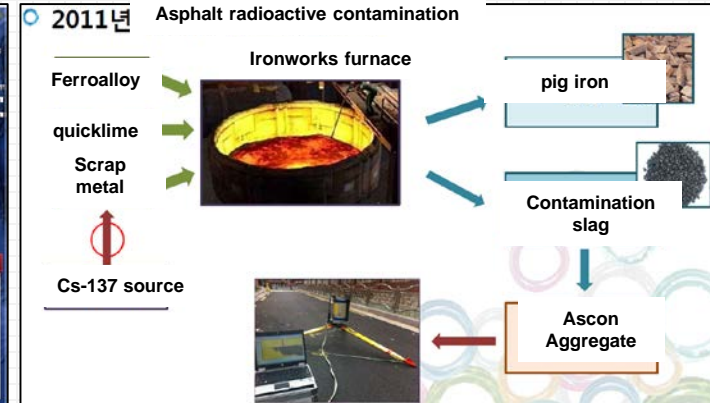 2011년
Asphalt radioactive contamination
Ironworks furnace
Ferroalloy
quicklime
Scrap
metal
Cs-137 source
pig iron
Contamination
slag
Ascon
Aggregate